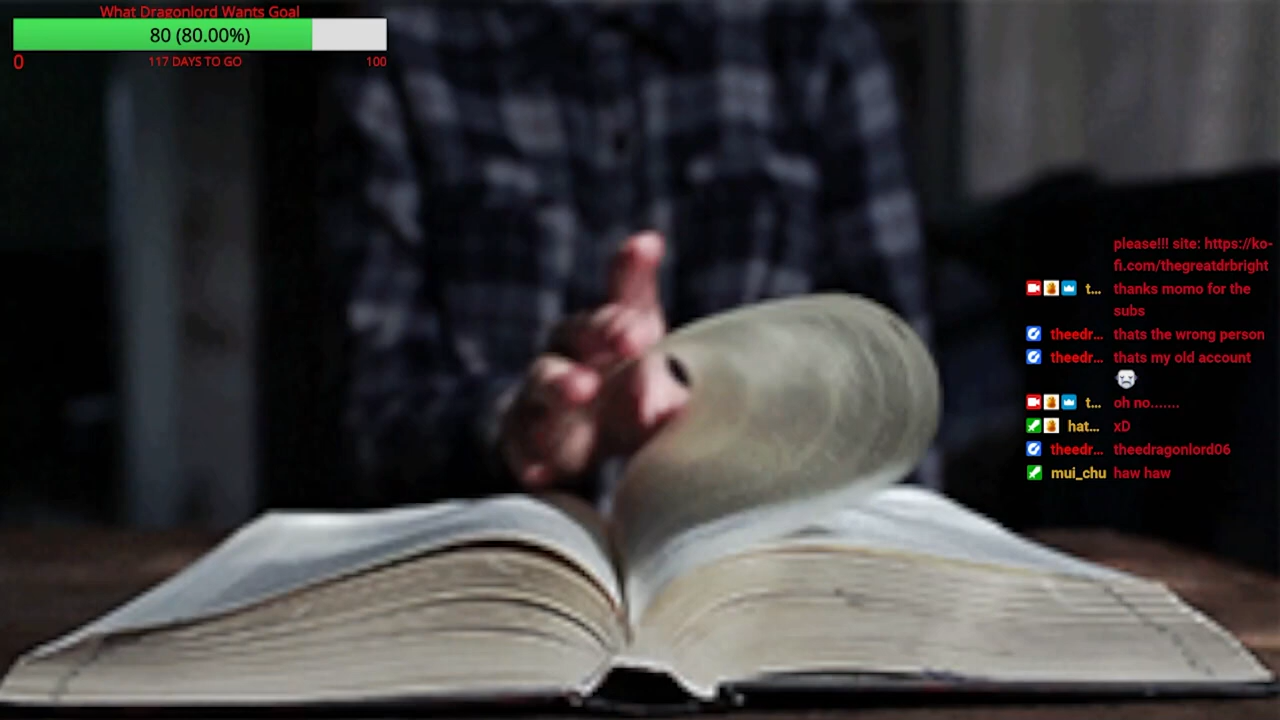 What Dragonlord Wants Goal
80 (80.00%)
0
117 DAYS TO GO
100
please!!! site: https://ko-
fi.com/thegreatdrbright
t... thanks momo for the
subs
theedr... thats the wrong person
theedr... thats my old account
t... oh no.......
hat... xD
theedr... theedragonlord06
mui_chu haw haw